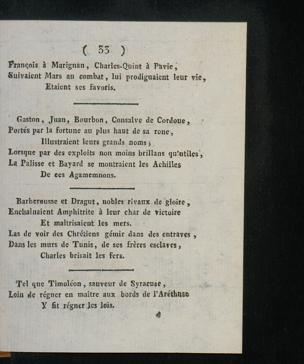 ( 33 )
François à Marignan, Charles-Quint à Pavie,
Suivaient Mars au combat, lui prodiguaient leur vie,
Etaient ses favoris.
Gaston, Juan, Bourbon, Consalve de Cordoue,
Portés par la fortune au plus haut de sa roue,
Illustraient leurs grands noms;
Lorsque par des exploits non moins brillans qu'utiles,
La Palisse et Bayard se montraient les Achilles
De ces Agamemnons.
Barberousse et Dragut, nobles rivaux de gloire,
Enchaînaient Amphitrite à leur char de victoire
Et maîtrisaient les mers.
Las de voir des Chrétiens gémir dans des entraves,
Dans les murs de Tunis, de ses frères esclaves,
Charles brisait les fers.
Tel que Timoléon, sauveur de Syracuse,
Loin de régner en maître aux bords de l'Aréthuse
Y fit régner les lois.